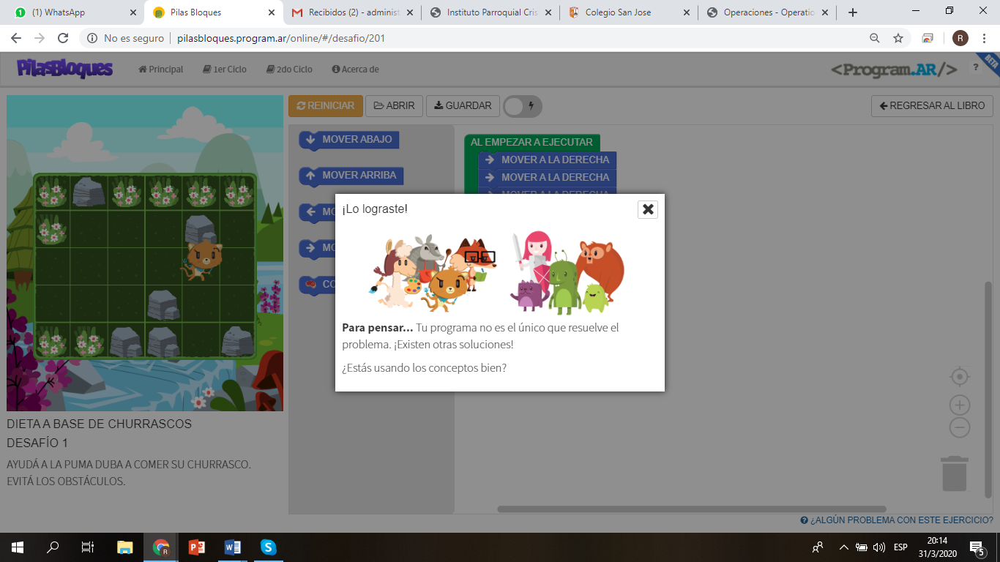 (1) WhatsApp
Pilas Bloques
Recibidos (2) - administ
Instituto Parroquial Cris
Colegio San Jose
Operaciones - Operatio
No es seguro
pilasbloques.program.ar/online/#/desafio/201
R
PilasBloques
Principal
1er Ciclo
2do Ciclo
Acerca de
<Program.AR/>
?
BETA
REINICIAR
ABRIR
GUARDAR
REGRESAR AL LIBRO
MOVER ABAJO
MOVER ARRIBA
MO
MO
CO
AL EMPEZAR A EJECUTAR
MOVER A LA DERECHA
MOVER A LA DERECHA
MOVER A LA DERECHA
¡Lo lograste!
Para pensar... Tu programa no es el único que resuelve el
problema. ¡Existen otras soluciones!
¿Estás usando los conceptos bien?
DIETA A BASE DE CHURRASCOS
DESAFÍO 1
AYUDÁ A LA PUMA DUBA A COMER SU CHURRASCO.
EVITÁ LOS OBSTÁCULOS.
¿ALGÚN PROBLEMA CON ESTE EJERCICIO?
ESP
20:14
31/3/2020
5